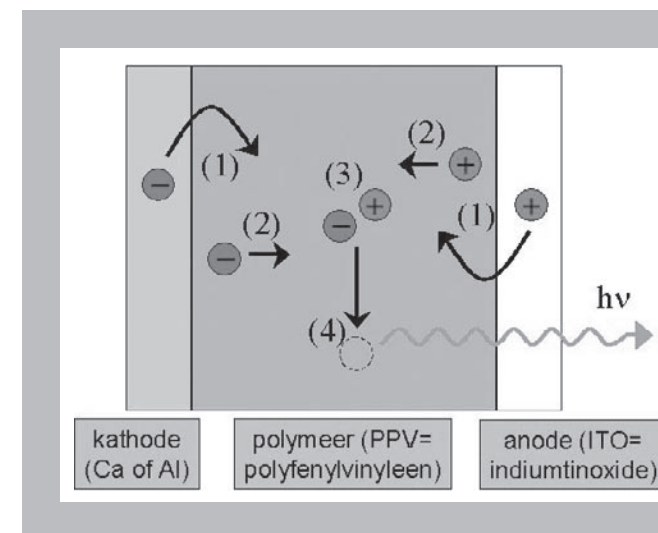 (1)
(2)
(3)
(2)
(1)
(4)
hν
kathode
(Ca of Al)
polymeer (PPV=
polyfenylvinyleen)
anode (ITO=
indiumtinoxide)